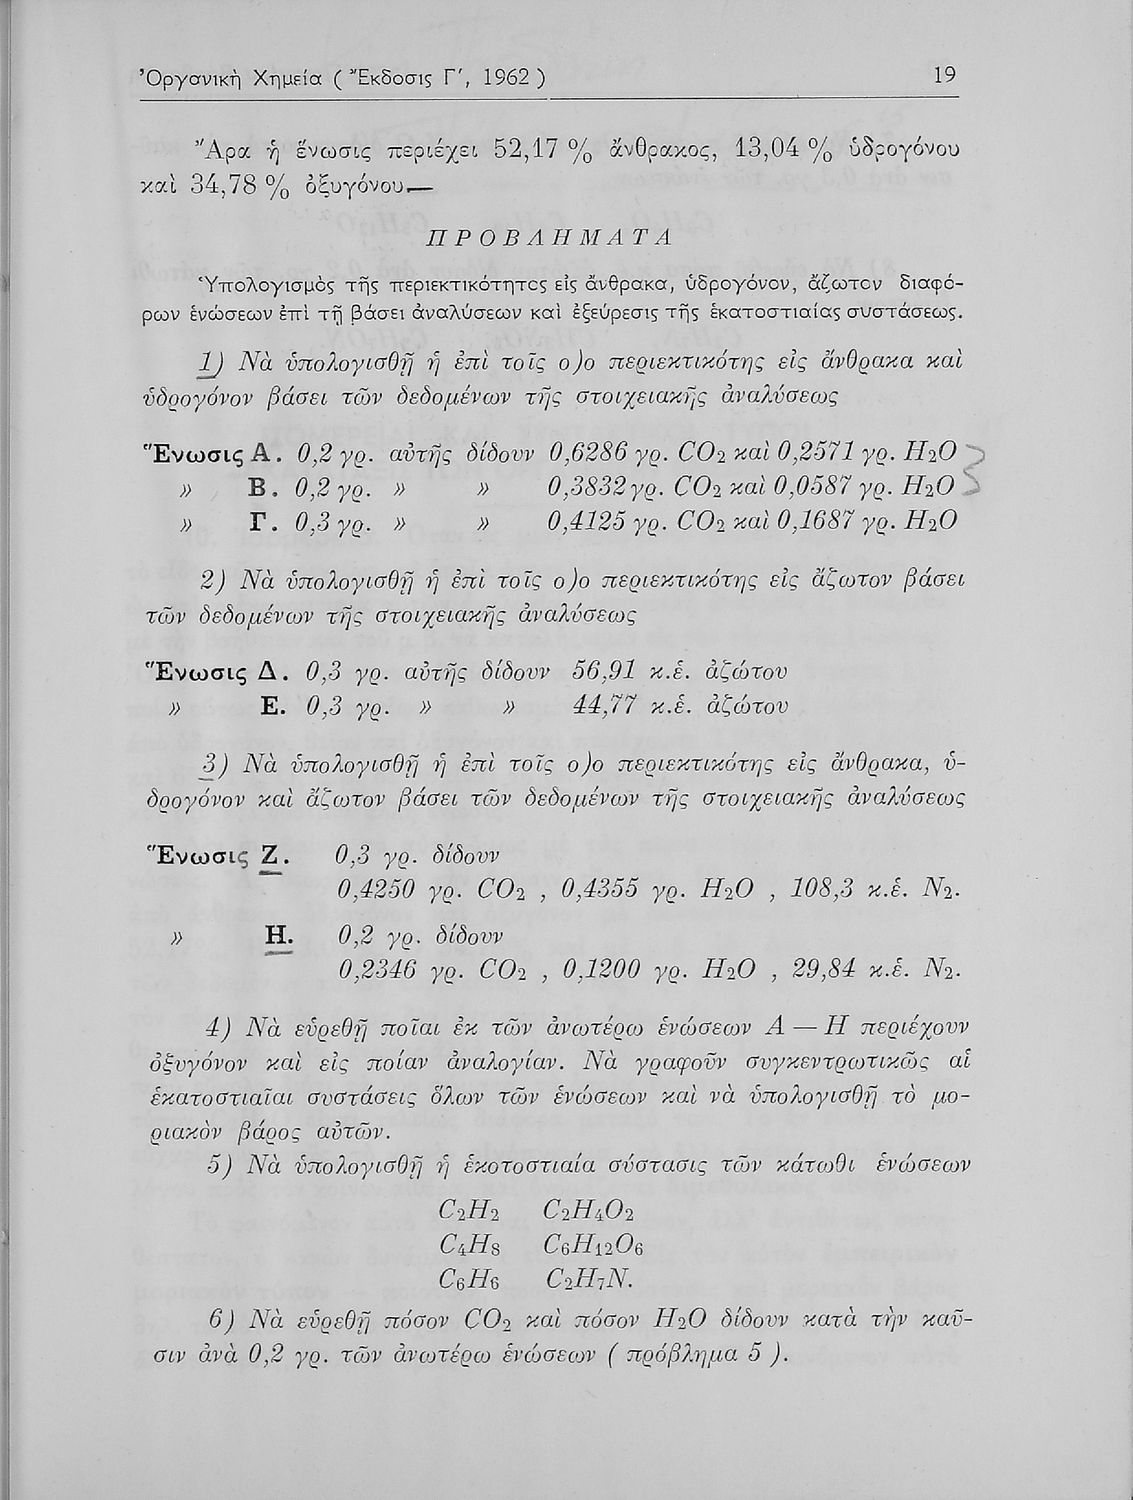 Ὀργανικὴ Χημεία ( Ἔκδοσις Γ΄, 1962 ) 19
Ἄρα ἡ ἕνωσις περιέχει 52,17 % ἄνθρακος, 13,04 % ὑδρογόνου
καὶ 34,78 % ὀξυγόνου.—
ΠΡΟΒΛΗΜΑΤΑ
Ὑπολογισμὸς τῆς περιεκτικότητος εἰς ἄνθρακα, ὑδρογόνον, ἄζωτον διαφό-
ρων ἑνώσεων ἐπὶ τῇ βάσει ἀναλύσεων καὶ ἐξεύρεσις τῆς ἑκατοστιαίας συστάσεως.
1) Νὰ ὑπολογισθῇ ἡ ἐπὶ τοῖς ο)ο περιεκτικότης εἰς ἄνθρακα καὶ
ὑδρογόνον βάσει τῶν δεδομένων τῆς στοιχειακῆς ἀναλύσεως
Ἕνωσις Α. 0,2 γρ. αὐτῆς δίδουν 0,6286 γρ. CO₂ καὶ 0,2571 γρ. H₂O
» Β. 0,2 γρ. » » 0,3832 γρ. CO₂ καὶ 0,0587 γρ. H₂O
» Γ. 0,3 γρ. » » 0,4125 γρ. CO₂ καὶ 0,1687 γρ. H₂O
2) Νὰ ὑπολογισθῇ ἡ ἐπὶ τοῖς ο)ο περιεκτικότης εἰς ἄζωτον βάσει
τῶν δεδομένων τῆς στοιχειακῆς ἀναλύσεως
Ἕνωσις Δ. 0,3 γρ. αὐτῆς δίδουν 56,91 κ.ἑ. ἀζώτου
» Ε. 0,3 γρ. » » 44,77 κ.ἑ. ἀζώτου
3) Νὰ ὑπολογισθῇ ἡ ἐπὶ τοῖς ο)ο περιεκτικότης εἰς ἄνθρακα, ὑ-
δρογόνον καὶ ἄζωτον βάσει τῶν δεδομένων τῆς στοιχειακῆς ἀναλύσεως
Ἕνωσις Ζ. 0,3 γρ. δίδουν
0,4250 γρ. CO₂ , 0,4355 γρ. H₂O , 108,3 κ.ἑ. N₂.
» Η. 0,2 γρ. δίδουν
0,2346 γρ. CO₂ , 0,1200 γρ. H₂O , 29,84 κ.ἑ. N₂.
4) Νὰ εὑρεθῇ ποῖαι ἐκ τῶν ἀνωτέρω ἑνώσεων Α — Η περιέχουν
ὀξυγόνον καὶ εἰς ποίαν ἀναλογίαν. Νὰ γραφοῦν συγκεντρωτικῶς αἱ
ἑκατοστιαῖαι συστάσεις ὅλων τῶν ἑνώσεων καὶ νὰ ὑπολογισθῇ τὸ μο-
ριακὸν βάρος αὐτῶν.
5) Νὰ ὑπολογισθῇ ἡ ἑκοτοστιαία σύστασις τῶν κάτωθι ἑνώσεων
C₂H₂ C₂H₄O₂
C₄H₈ C₆H₁₂O₆
C₆H₆ C₂H₇N.
6) Νὰ εὑρεθῇ πόσον CO₂ καὶ πόσον H₂O δίδουν κατὰ τὴν καῦ-
σιν ἀνὰ 0,2 γρ. τῶν ἀνωτέρω ἑνώσεων ( πρόβλημα 5 ).